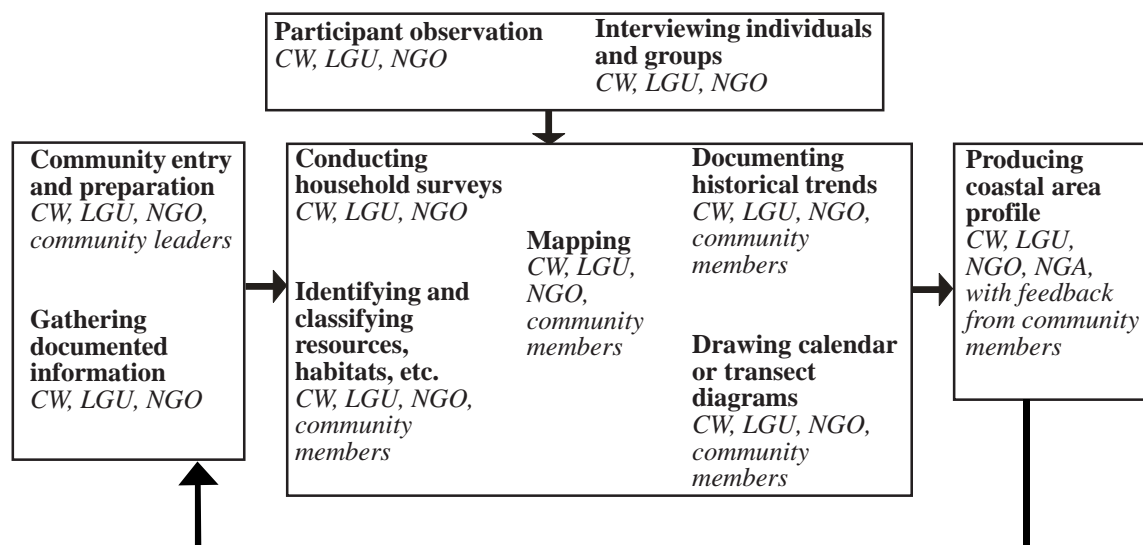 Participant observation
CW, LGU, NGO
Interviewing individuals
and groups
CW, LGU, NGO
Community entry
and preparation
CW, LGU, NGO,
community leaders
Gathering
documented
information
CW, LGU, NGO
Conducting
household surveys
CW, LGU, NGO
Identifying and
classifying
resources,
habitats, etc.
CW, LGU, NGO,
community
members
Mapping
CW, LGU,
NGO,
community
members
Documenting
historical trends
CW, LGU, NGO,
community
members
Drawing calendar
or transect
diagrams
CW, LGU, NGO,
community
members
Producing
coastal area
profile
CW, LGU,
NGO, NGA,
with feedback
from community
members